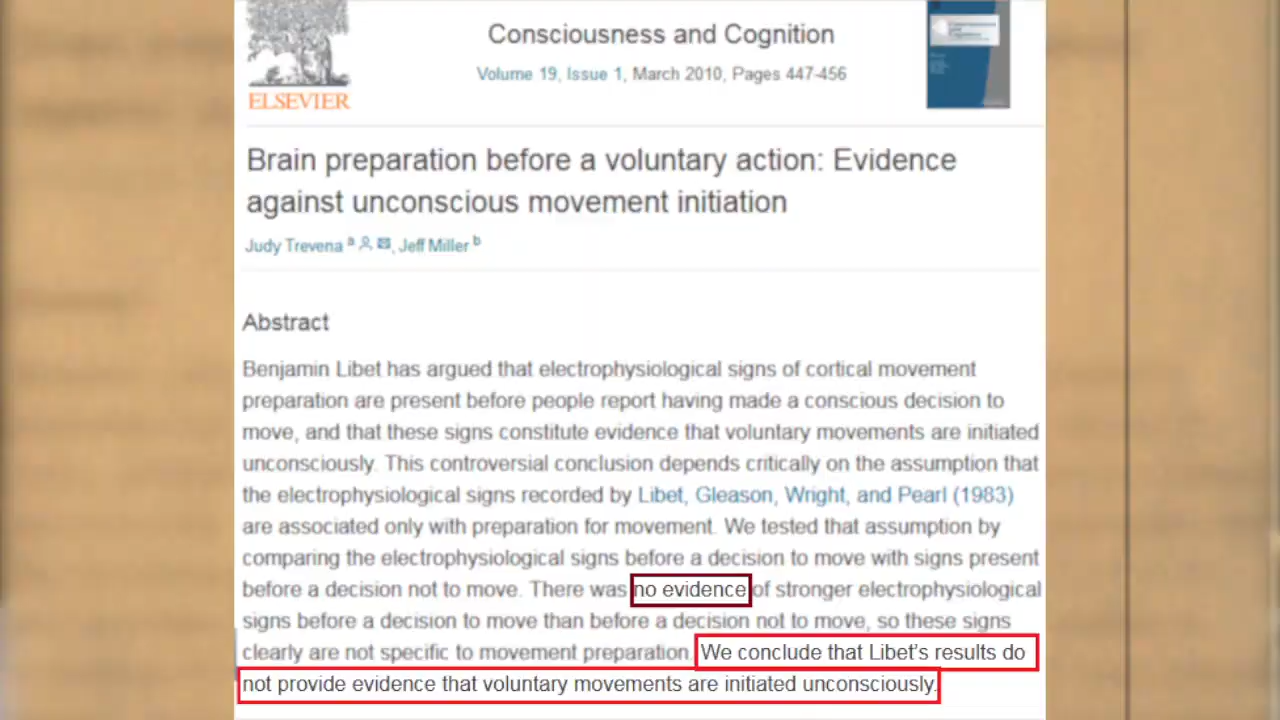 Consciousness and Cognition
Volume 19, Issue 1, March 2010, Pages 447-456
ELSEVIER
Brain preparation before a voluntary action: Evidence
against unconscious movement initiation
Judy Trevena a, Jeff Miller b
Abstract
Benjamin Libet has argued that electrophysiological signs of cortical movement
preparation are present before people report having made a conscious decision to
move, and that these signs constitute evidence that voluntary movements are initiated
unconsciously. This controversial conclusion depends critically on the assumption that
the electrophysiological signs recorded by Libet, Gleason, Wright, and Pearl (1983)
are associated only with preparation for movement. We tested that assumption by
comparing the electrophysiological signs before a decision to move with signs present
before a decision not to move. There was no evidence of stronger electrophysiological
signs before a decision to move than before a decision not to move, so these signs
clearly are not specific to movement preparation. We conclude that Libet's results do
not provide evidence that voluntary movements are initiated unconsciously.